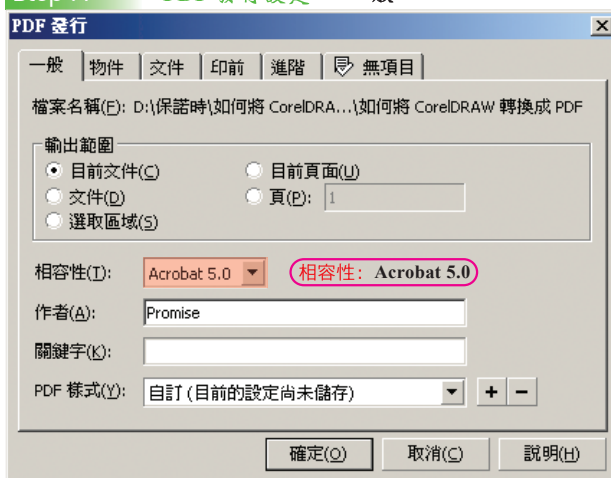 PDF 發行
一般 物件 文件 印前 進階 無項目
檔案名稱(F): D:\保諾時\如何將 CorelDRA...\如何將 CorelDRAW 轉換成 PDF
輸出範圍
目前文件(C) 目前頁面(U)
文件(D) 頁(P): 1
選取區域(S)
相容性(T): Acrobat 5.0 相容性: Acrobat 5.0
作者(A): Promise
關鍵字(K):
PDF 樣式(Y): 自訂 (目前的設定尚未儲存) + −
確定(O) 取消(C) 說明(H)